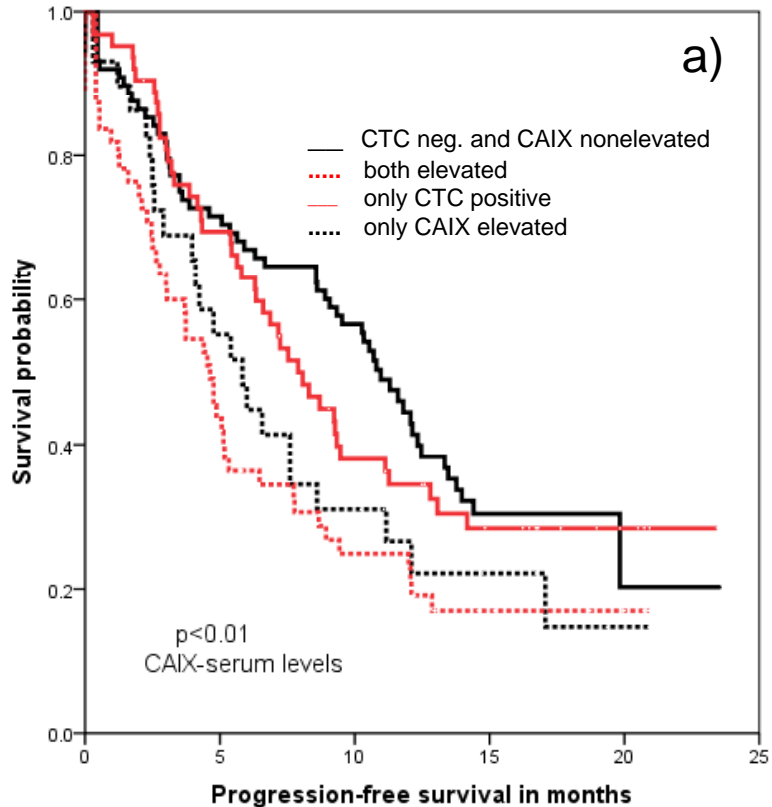 a)
CTC neg. and CAIX nonelevated
both elevated
only CTC positive
only CAIX elevated
1.0
0.8
0.6
0.4
0.2
0.0
Survival probability
p<0.01
CAIX-serum levels
0 5 10 15 20 25
Progression-free survival in months